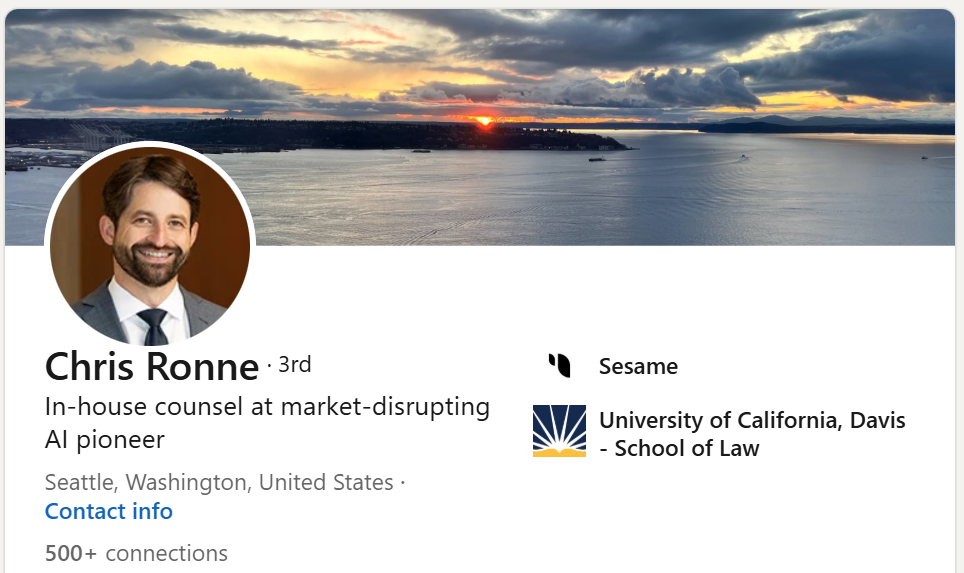 Chris Ronne · 3rd
In-house counsel at market-disrupting
AI pioneer
Seattle, Washington, United States ·
Contact info
500+ connections
Sesame
University of California, Davis
- School of Law